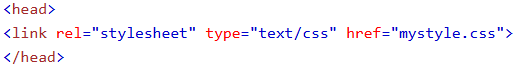 <head>
<link rel="stylesheet" type="text/css" href="mystyle.css">
</head>